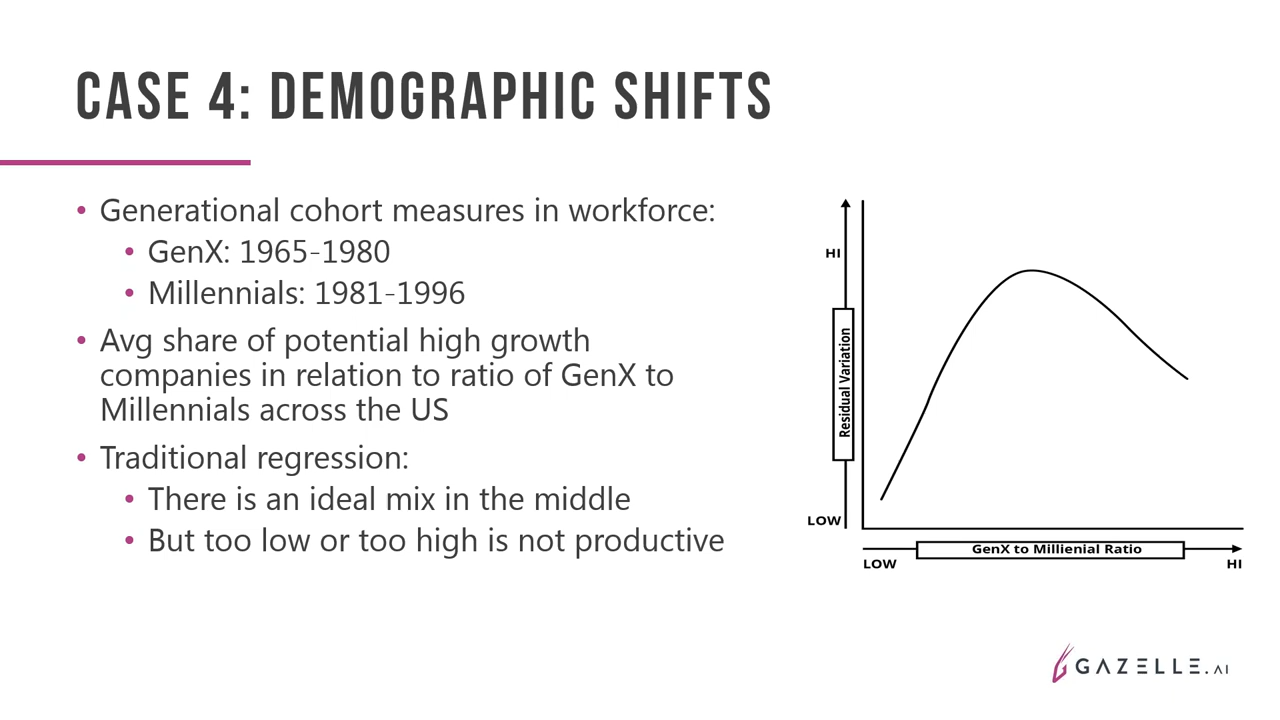 CASE 4: DEMOGRAPHIC SHIFTS
• Generational cohort measures in workforce:
• GenX: 1965-1980
• Millennials: 1981-1996
• Avg share of potential high growth
companies in relation to ratio of GenX to
Millennials across the US
• Traditional regression:
• There is an ideal mix in the middle
• But too low or too high is not productive
HI
Residual Variation
LOW
GenX to Millienial Ratio
LOW
HI
GAZELLE.AI